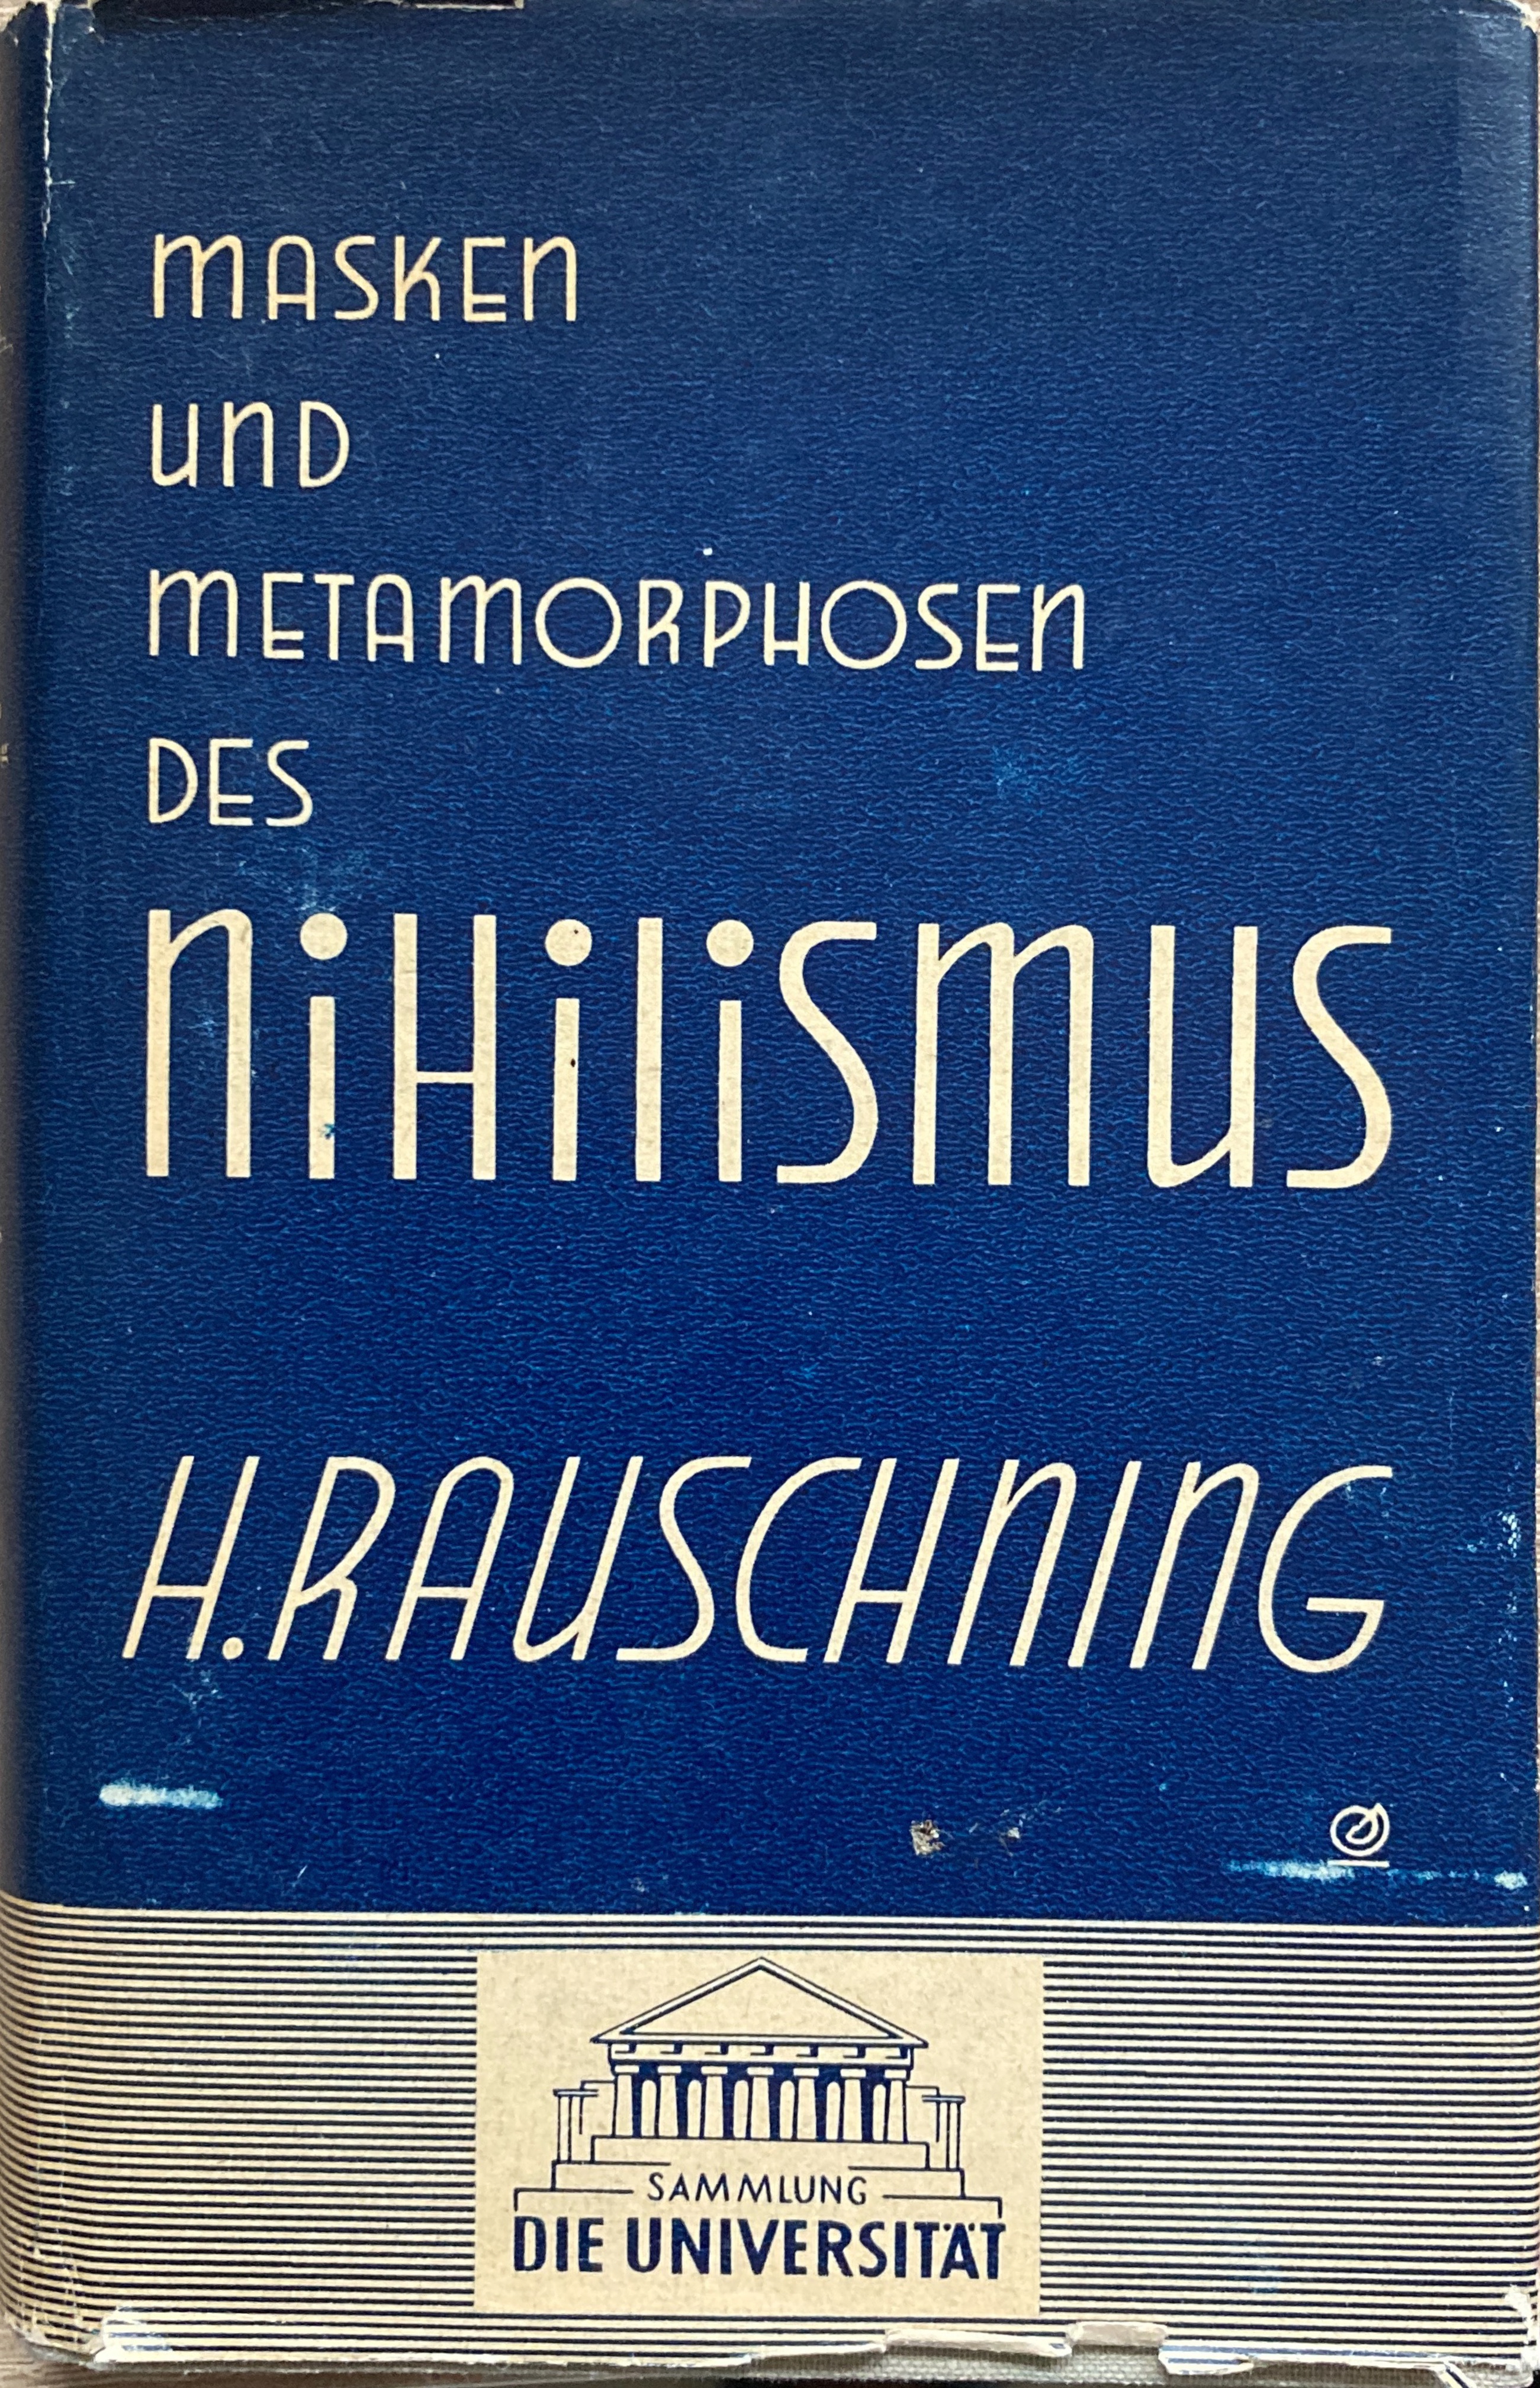 MASKEN
UND
METAMORPHOSEN
DES
NiHiliSMUS
H.RAUSCHNING
SAMMLUNG
DIE UNIVERSITÄT